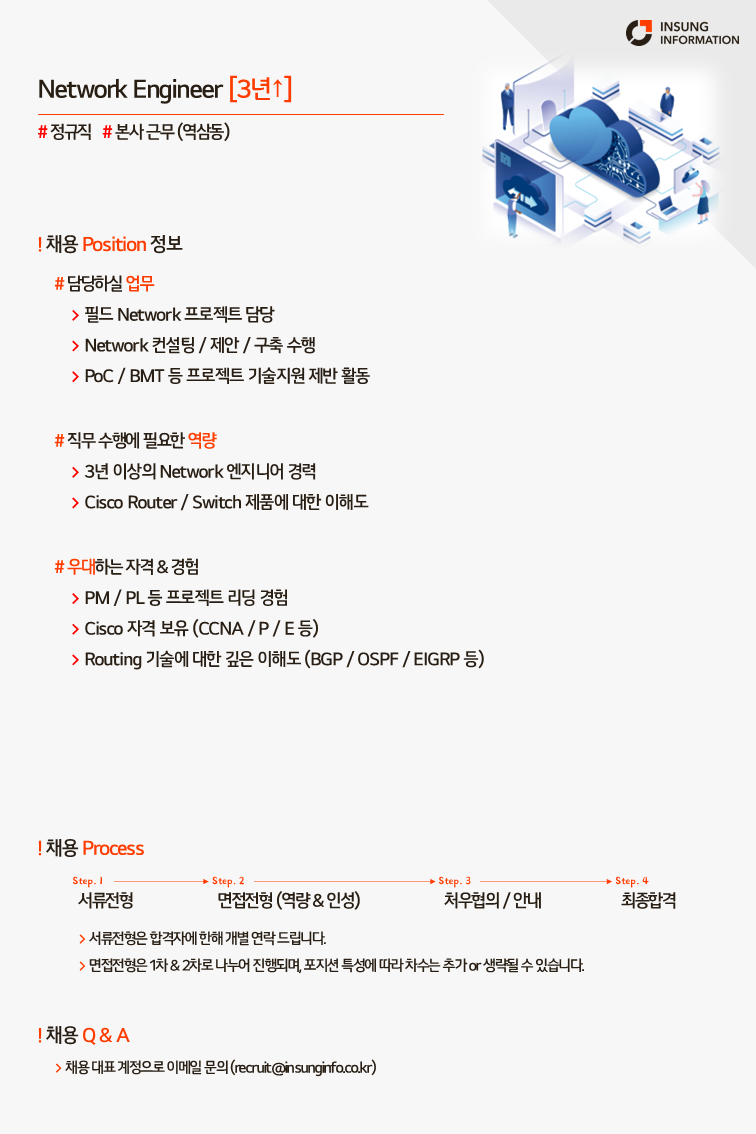 INSUNG
INFORMATION
Network Engineer [3년↑]
# 정규직 # 본사 근무 (역삼동)
! 채용 Position 정보
# 담당하실 업무
> 필드 Network 프로젝트 담당
> Network 컨설팅 / 제안 / 구축 수행
> PoC / BMT 등 프로젝트 기술지원 제반 활동
# 직무 수행에 필요한 역량
> 3년 이상의 Network 엔지니어 경력
> Cisco Router / Switch 제품에 대한 이해도
# 우대하는 자격 & 경험
> PM / PL 등 프로젝트 리딩 경험
> Cisco 자격 보유 (CCNA / P / E 등)
> Routing 기술에 대한 깊은 이해도 (BGP / OSPF / EIGRP 등)
! 채용 Process
Step. 1 Step. 2 Step. 3 Step. 4
서류전형 면접전형 (역량 & 인성) 처우협의 / 안내 최종합격
> 서류전형은 합격자에 한해 개별 연락 드립니다.
> 면접전형은 1차 & 2차로 나누어 진행되며, 포지션 특성에 따라 차수는 추가 or 생략될 수 있습니다.
! 채용 Q & A
> 채용 대표 계정으로 이메일 문의 (recruit@insunginfo.co.kr)